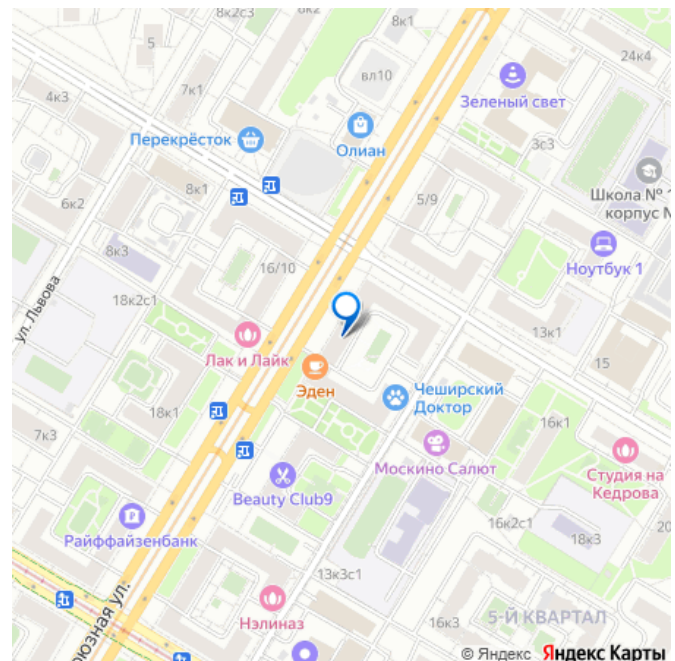 8к2с3
6к
8к1
5
24к4
вл10
7к1
Зеленый свет
4к3
Перекрёсток
Олиан
3с3
8к1
5/9
Школа № 1
корпус №
6к2
8к3
Ноутбук 1
16/10
ул. Львова
18к2с1
13к1
Лак и Лайк
15
Эден
Чеширский
Доктор
18к1
16к1
7к3
Москино Салют
Студия на
Кедрова
Beauty Club9
16к2с1
20
Райффайзенбанк
18к3
13к3с1
Нэлиназ
5-Й КВАРТАЛ
16к3
юзная ул.
© Яндекс Яндекс Карты